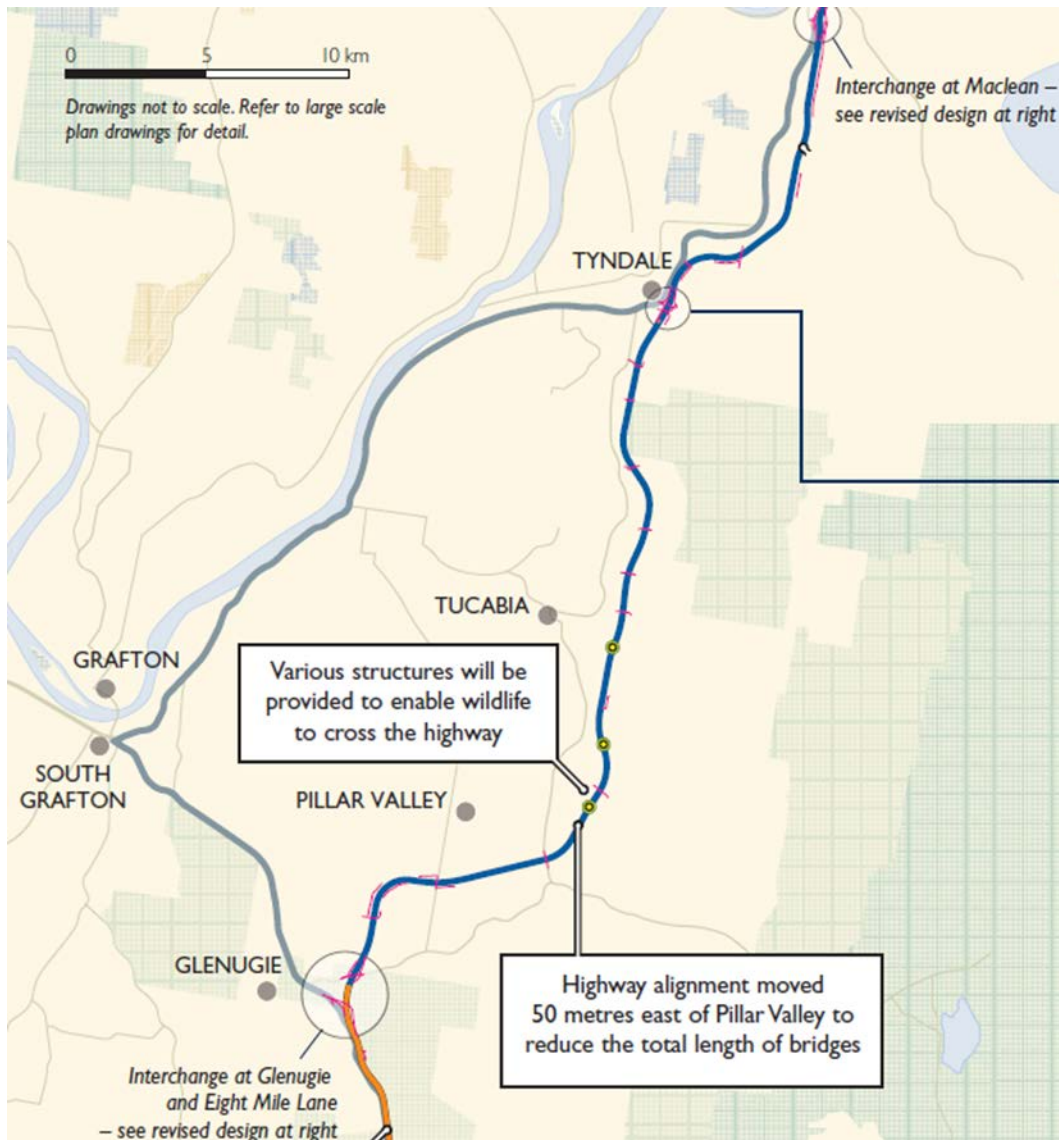 0 5 10 km
Drawings not to scale. Refer to large scale
plan drawings for detail.
Interchange at Maclean –
see revised design at right
TYNDALE
TUCABIA
GRAFTON
Various structures will be
provided to enable wildlife
to cross the highway
SOUTH
GRAFTON
PILLAR VALLEY
GLENUGIE
Highway alignment moved
50 metres east of Pillar Valley to
reduce the total length of bridges
Interchange at Glenugie
and Eight Mile Lane
– see revised design at right